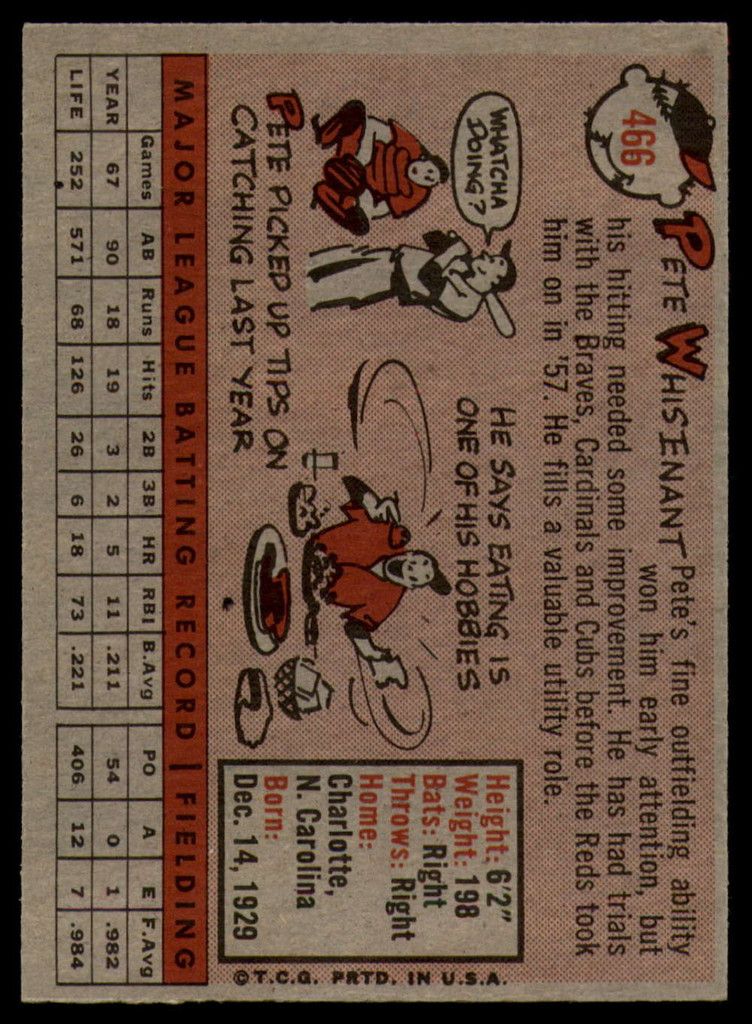 466
PETE WHISENANT
Pete's fine outfielding ability
won him early attention, but
his hitting needed some improvement. He has had trials
with the Braves, Cardinals and Cubs before the Reds took
him on in '57. He fills a valuable utility role.
WHATCHA
DOING?
PETE PICKED UP TIPS ON
CATCHING LAST YEAR
HE SAYS EATING IS
ONE OF HIS HOBBIES
Height: 6'2"
Weight: 198
Bats: Right
Throws: Right
Home:
Charlotte,
N. Carolina
Born:
Dec. 14, 1929
©T.C.G. PRTD. IN U.S.A.
MAJOR LEAGUE BATTING RECORD | FIELDING
Games AB Runs Hits 2B 3B HR RBI B.Avg PO A E F.Avg
YEAR 67 90 18 19 3 2 5 11 .211 54 0 1 .982
LIFE 252 571 68 126 26 6 18 73 .221 406 12 7 .984